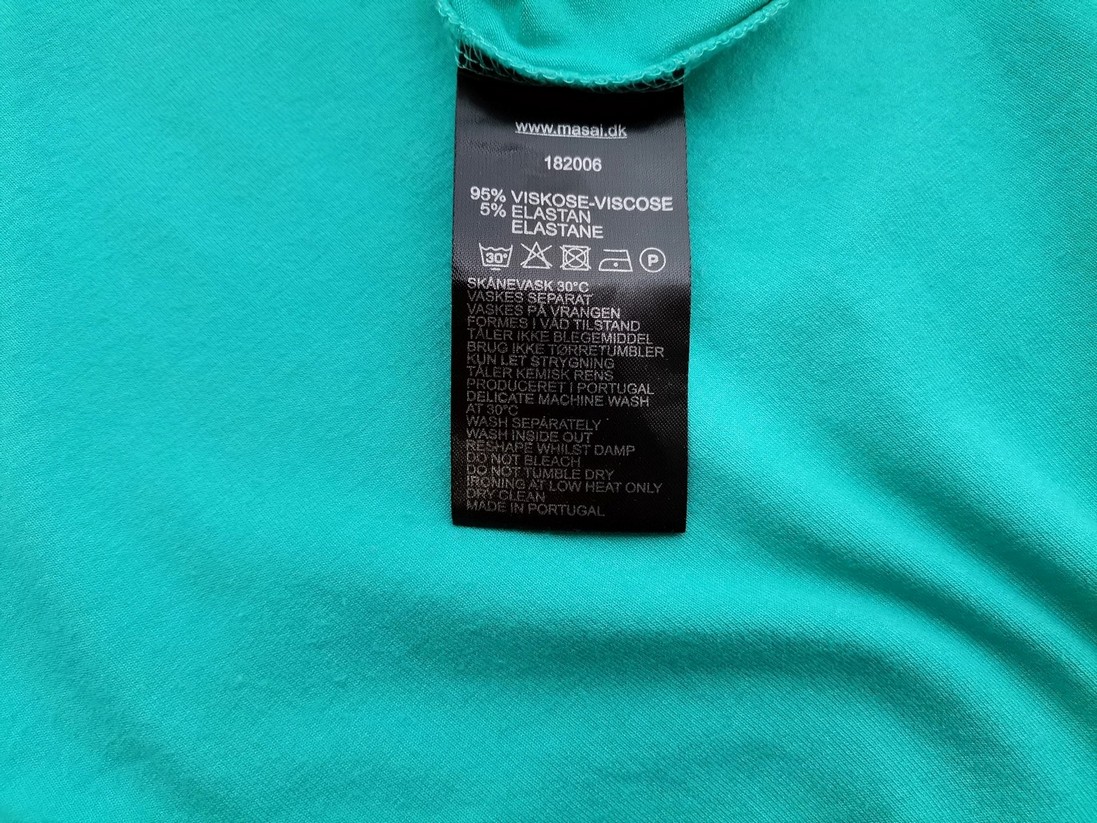 www.masai.dk
182006
95% VISKOSE-VISCOSE
5% ELASTAN
ELASTANE
30° P
SKÅNEVASK 30°C
VASKES SEPARAT
VASKES PÅ VRANGEN
FORMES I VÅD TILSTAND
TÅLER IKKE BLEGEMIDDEL
BRUG IKKE TØRRETUMBLER
KUN LET STRYGNING
TÅLER KEMISK RENS
PRODUCERET I PORTUGAL
DELICATE MACHINE WASH
AT 30°C
WASH SEPARATELY
WASH INSIDE OUT
RESHAPE WHILST DAMP
DO NOT BLEACH
DO NOT TUMBLE DRY
IRONING AT LOW HEAT ONLY
DRY CLEAN
MADE IN PORTUGAL